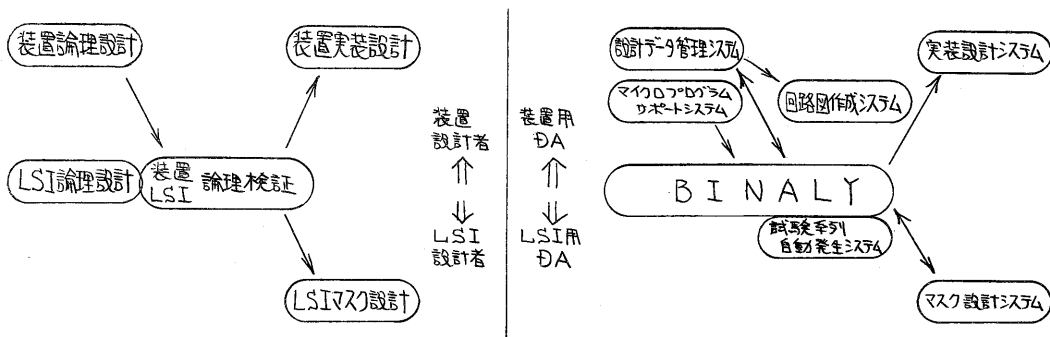 装置論理設計
装置実装設計
LSI論理設計
装置
LSI
論理検証
LSIマスク設計
装置
設計者
LSI
設計者
装置用
DA
LSI用
DA
設計データ管理システム
マイクロプログラム
サポートシステム
回路図作成システム
実装設計システム
BINALY
試験系列
自動発生システム
マスク設計システム